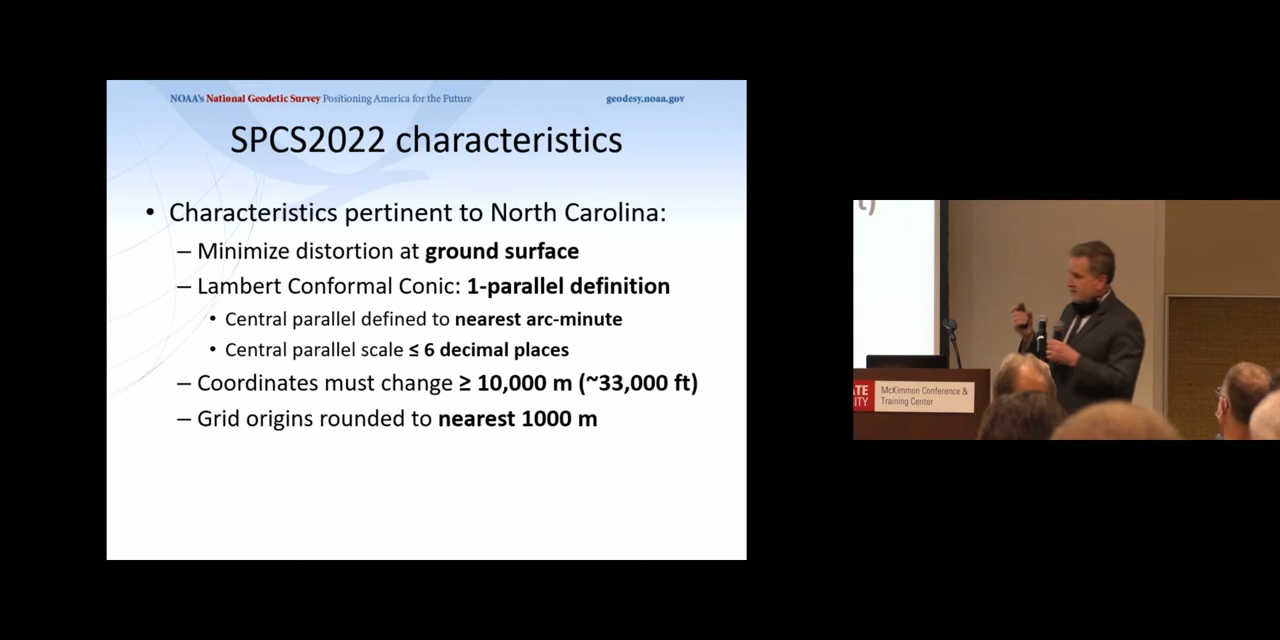 NOAA's National Geodetic Survey Positioning America for the Future
geodesy.noaa.gov
SPCS2022 characteristics
• Characteristics pertinent to North Carolina:
– Minimize distortion at ground surface
– Lambert Conformal Conic: 1-parallel definition
• Central parallel defined to nearest arc-minute
• Central parallel scale ≤ 6 decimal places
– Coordinates must change ≥ 10,000 m (~33,000 ft)
– Grid origins rounded to nearest 1000 m
McKimmon Conference &
Training Center